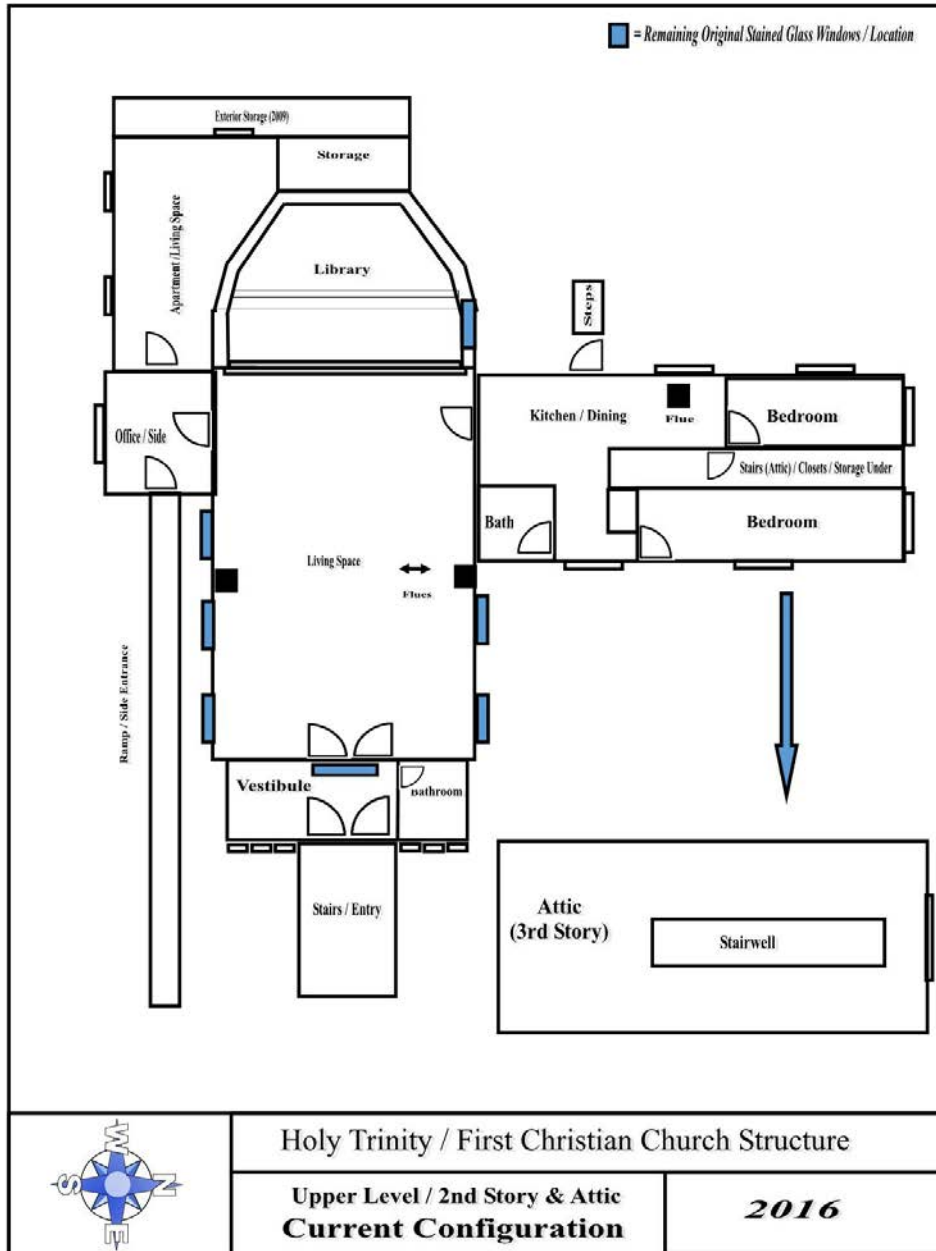 = Remaining Original Stained Glass Windows / Location
Exterior Storage (2009)
Storage
Apartment / Living Space
Library
Steps
Kitchen / Dining
Flue
Bedroom
Office / Side
Stairs (Attic) / Closets / Storage Under
Bath
Bedroom
Living Space
Flues
Ramp / Side Entrance
Vestibule
Bathroom
Stairs / Entry
Attic
(3rd Story)
Stairwell
W
S
N
E
Holy Trinity / First Christian Church Structure
Upper Level / 2nd Story & Attic
Current Configuration
2016